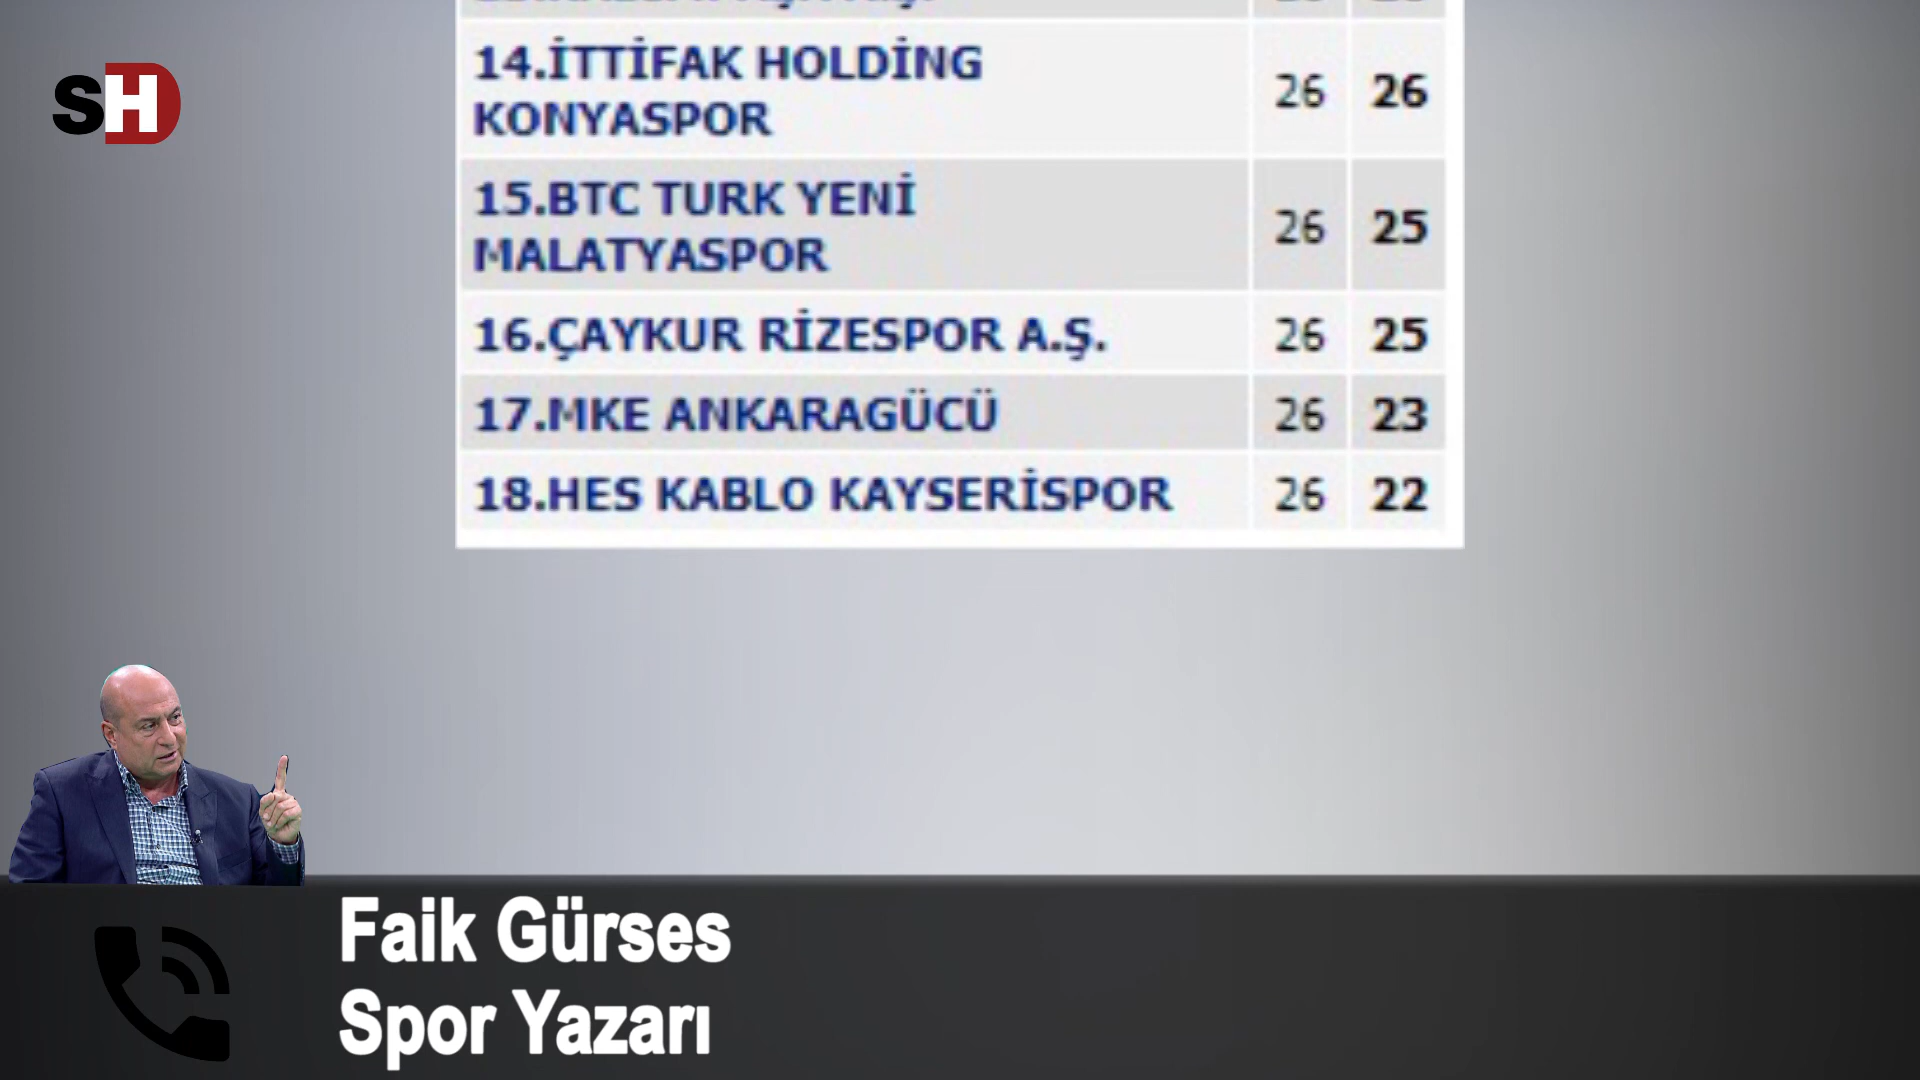 SH
14.İTTİFAK HOLDİNG
KONYASPOR 26 26
15.BTC TURK YENİ
MALATYASPOR 26 25
16.ÇAYKUR RİZESPOR A.Ş. 26 25
17.MKE ANKARAGÜCÜ 26 23
18.HES KABLO KAYSERİSPOR 26 22
Faik Gürses
Spor Yazarı